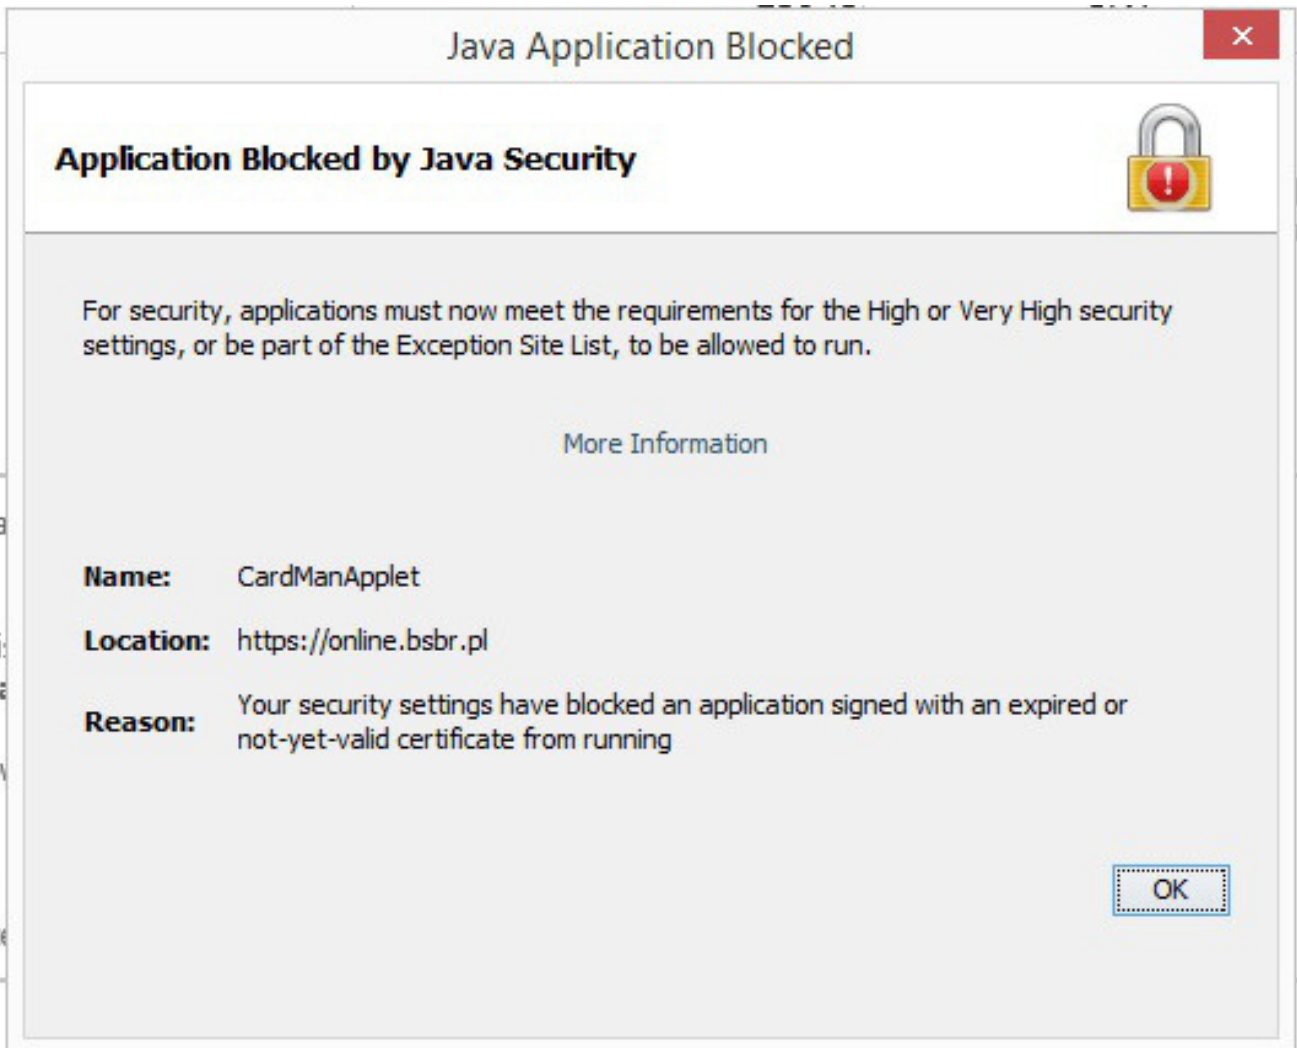 Java Application Blocked
Application Blocked by Java Security
For security, applications must now meet the requirements for the High or Very High security
settings, or be part of the Exception Site List, to be allowed to run.
More Information
Name: CardManApplet
Location: https://online.bsbr.pl
Reason: Your security settings have blocked an application signed with an expired or
not-yet-valid certificate from running
OK